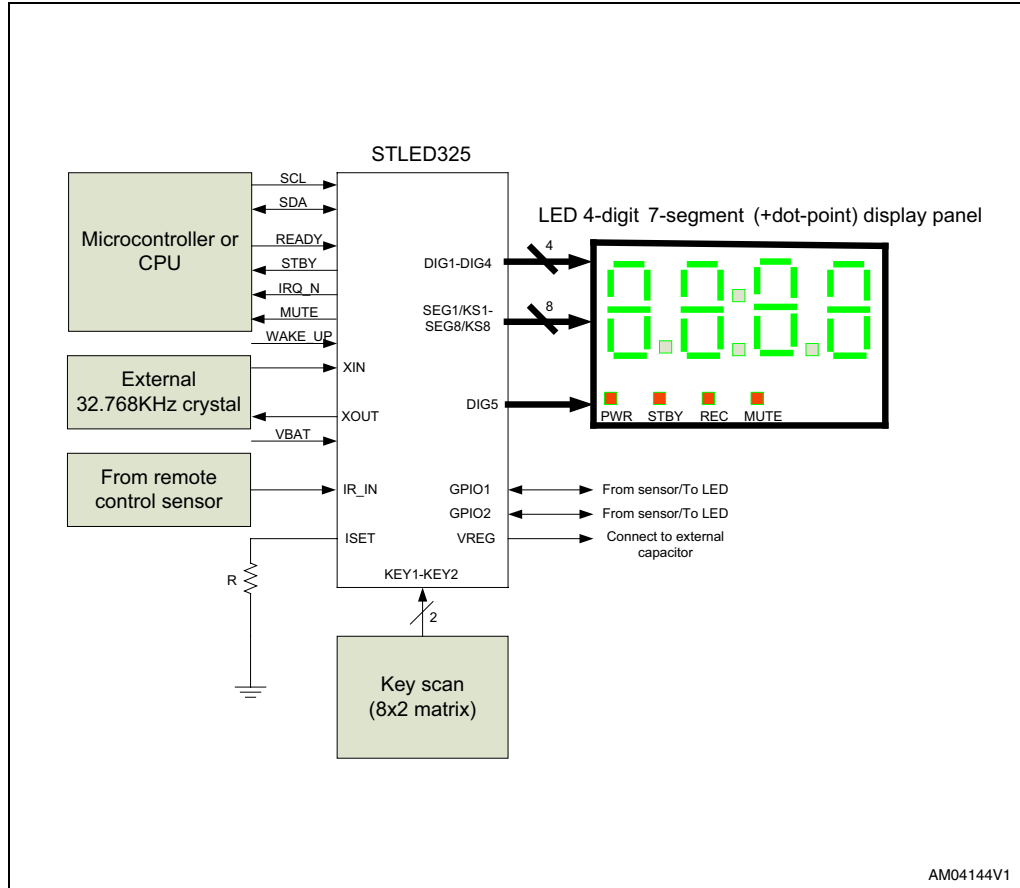 STLED325
SCL
SDA
READY
STBY
IRQ_N
MUTE
WAKE_UP
Microcontroller or
CPU
External
32.768KHz crystal
VBAT
From remote
control sensor
XIN
XOUT
IR_IN
ISET
R
DIG1-DIG4
SEG1/KS1-
SEG8/KS8
DIG5
GPIO1
GPIO2
VREG
KEY1-KEY2
4
8
2
LED 4-digit 7-segment (+dot-point) display panel
PWR STBY REC MUTE
From sensor/To LED
From sensor/To LED
Connect to external
capacitor
Key scan
(8x2 matrix)
AM04144V1